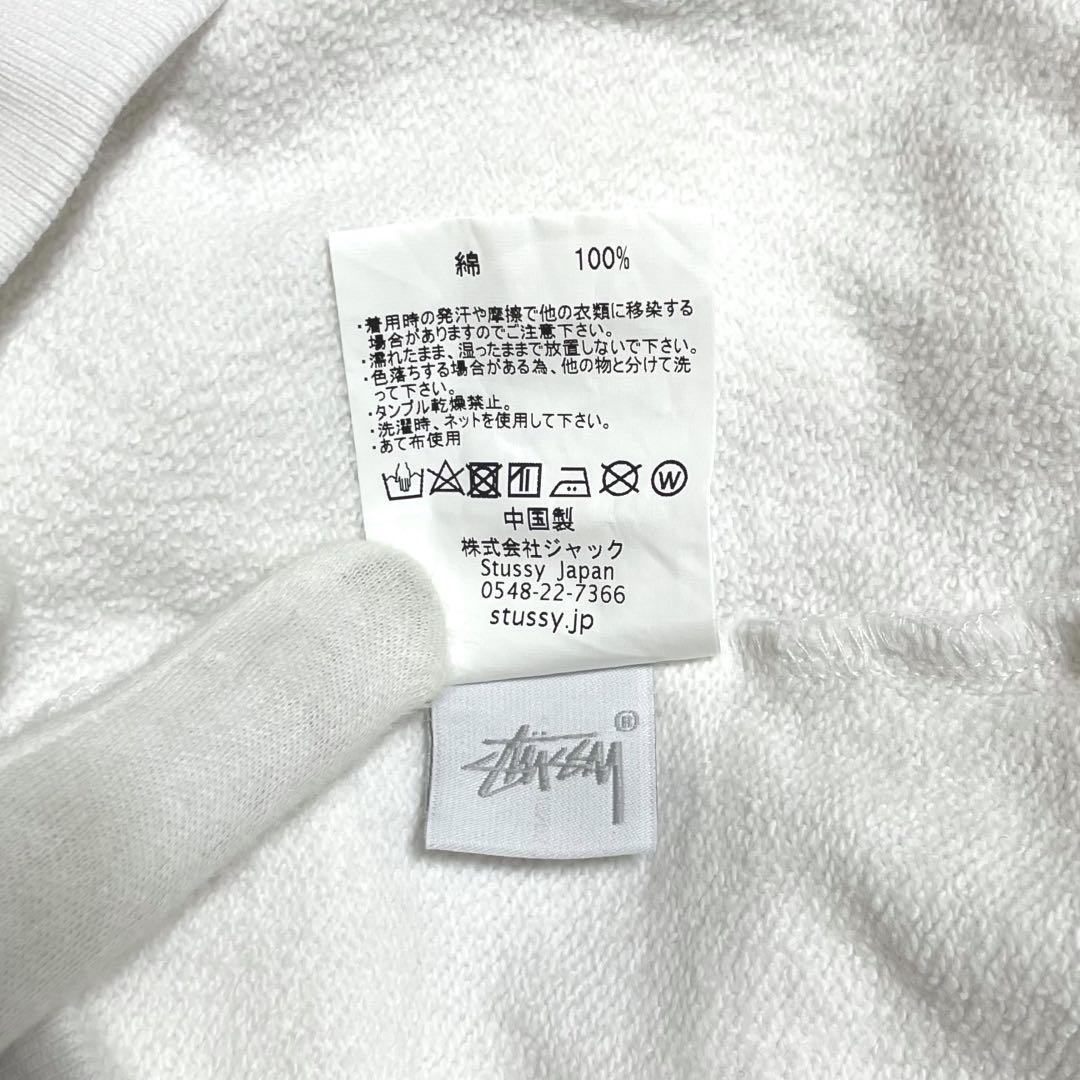 綿 100%
・着用時の発汗や摩擦で他の衣類に移染する
場合がありますのでご注意下さい。
・濡れたまま、湿ったままで放置しないで下さい。
・色落ちする場合がある為、他の物と分けて洗
って下さい。
・タンブル乾燥禁止。
・洗濯時、ネットを使用して下さい。
・あて布使用
W
中国製
株式会社ジャック
Stussy Japan
0548-22-7366
stussy.jp
STÜSSY ®